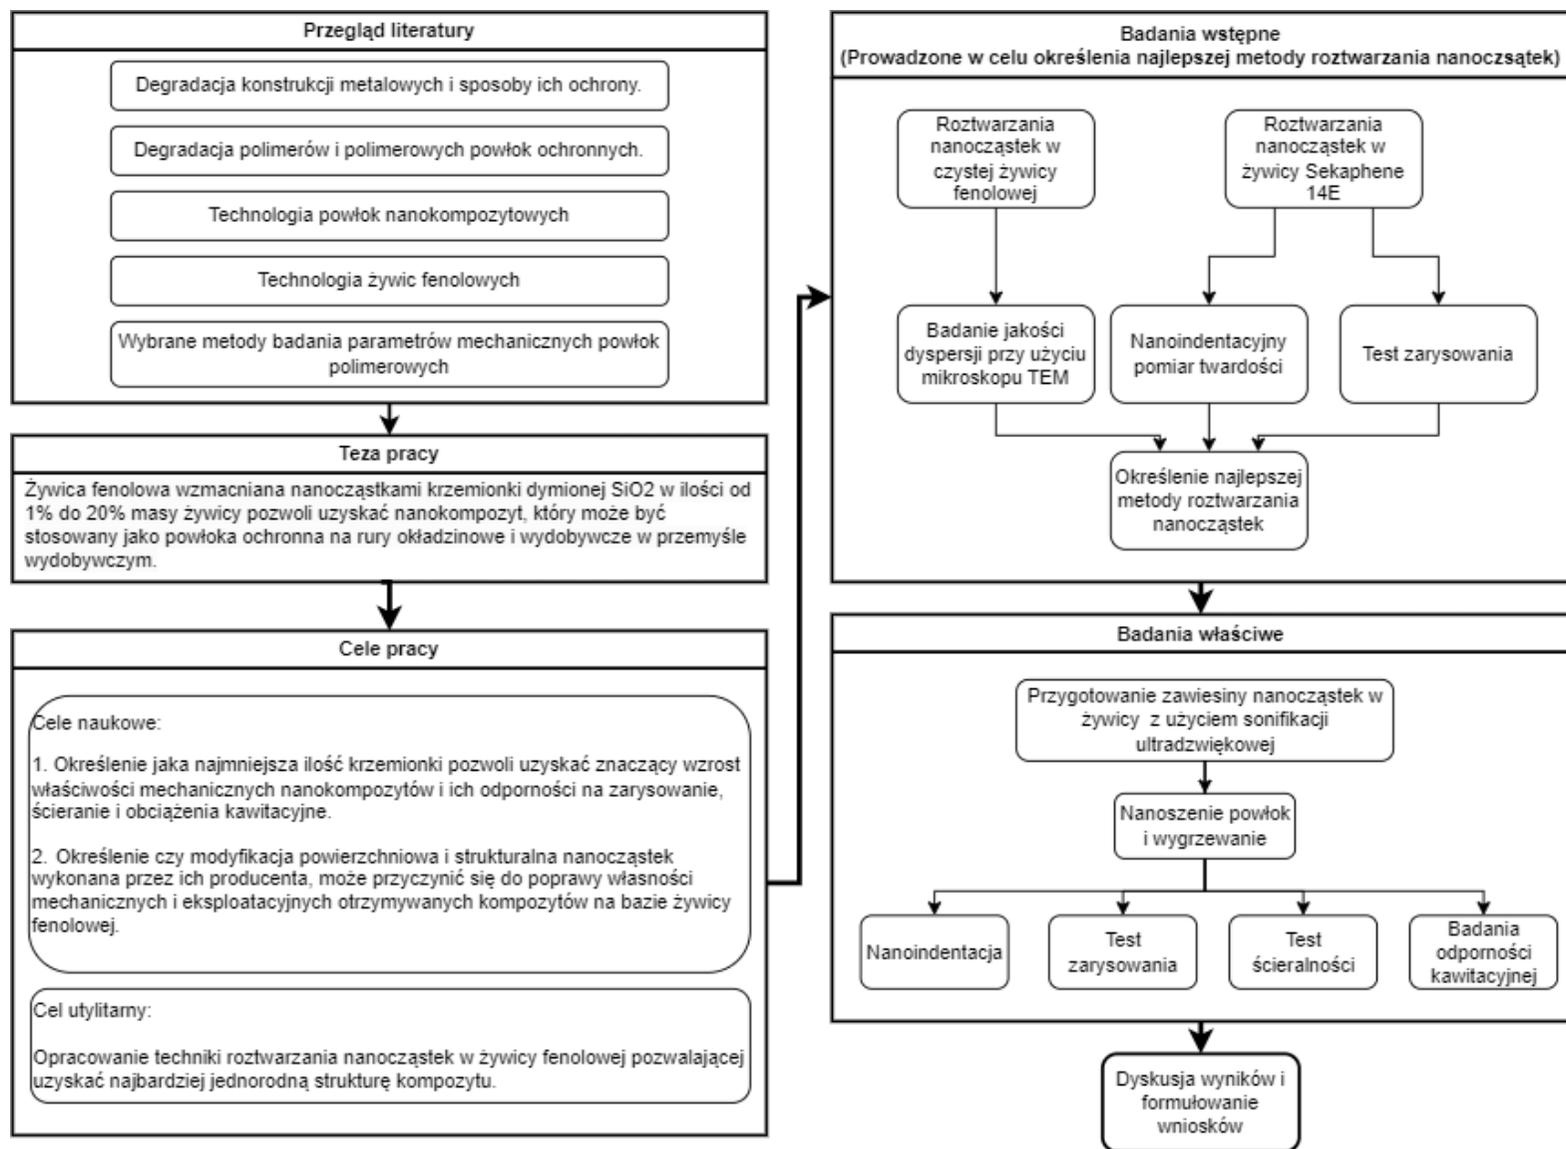 Przegląd literatury
Degradacja konstrukcji metalowych i sposoby ich ochrony.
Degradacja polimerów i polimerowych powłok ochronnych.
Technologia powłok nanokompozytowych
Technologia żywic fenolowych
Wybrane metody badania parametrów mechanicznych powłok
polimerowych
Teza pracy
Żywica fenolowa wzmacniana nanocząstkami krzemionki dymionej SiO2 w ilości od
1% do 20% masy żywicy pozwoli uzyskać nanokompozyt, który może być
stosowany jako powłoka ochronna na rury okładzinowe i wydobywcze w przemyśle
wydobywczym.
Cele pracy
Cele naukowe:
1. Określenie jaka najmniejsza ilość krzemionki pozwoli uzyskać znaczący wzrost
właściwości mechanicznych nanokompozytów i ich odporności na zarysowanie,
ścieranie i obciążenia kawitacyjne.
2. Określenie czy modyfikacja powierzchniowa i strukturalna nanocząstek
wykonana przez ich producenta, może przyczynić się do poprawy własności
mechanicznych i eksploatacyjnych otrzymywanych kompozytów na bazie żywicy
fenolowej.
Cel utylitarny:
Opracowanie techniki roztwarzania nanocząstek w żywicy fenolowej pozwalającej
uzyskać najbardziej jednorodną strukturę kompozytu.
Badania wstępne
(Prowadzone w celu określenia najlepszej metody roztwarzania nanoczsątek)
Roztwarzania
nanocząstek w
czystej żywicy
fenolowej
Roztwarzania
nanocząstek w
żywicy Sekaphene
14E
Badanie jakości
dyspersji przy użyciu
mikroskopu TEM
Nanoindentacyjny
pomiar twardości
Test zarysowania
Określenie najlepszej
metody roztwarzania
nanocząstek
Badania właściwe
Przygotowanie zawiesiny nanocząstek w
żywicy z użyciem sonifikacji
ultradzwiękowej
Nanoszenie powłok
i wygrzewanie
Nanoindentacja
Test
zarysowania
Test
ścieralności
Badania
odporności
kawitacyjnej
Dyskusja wyników i
formułowanie
wniosków